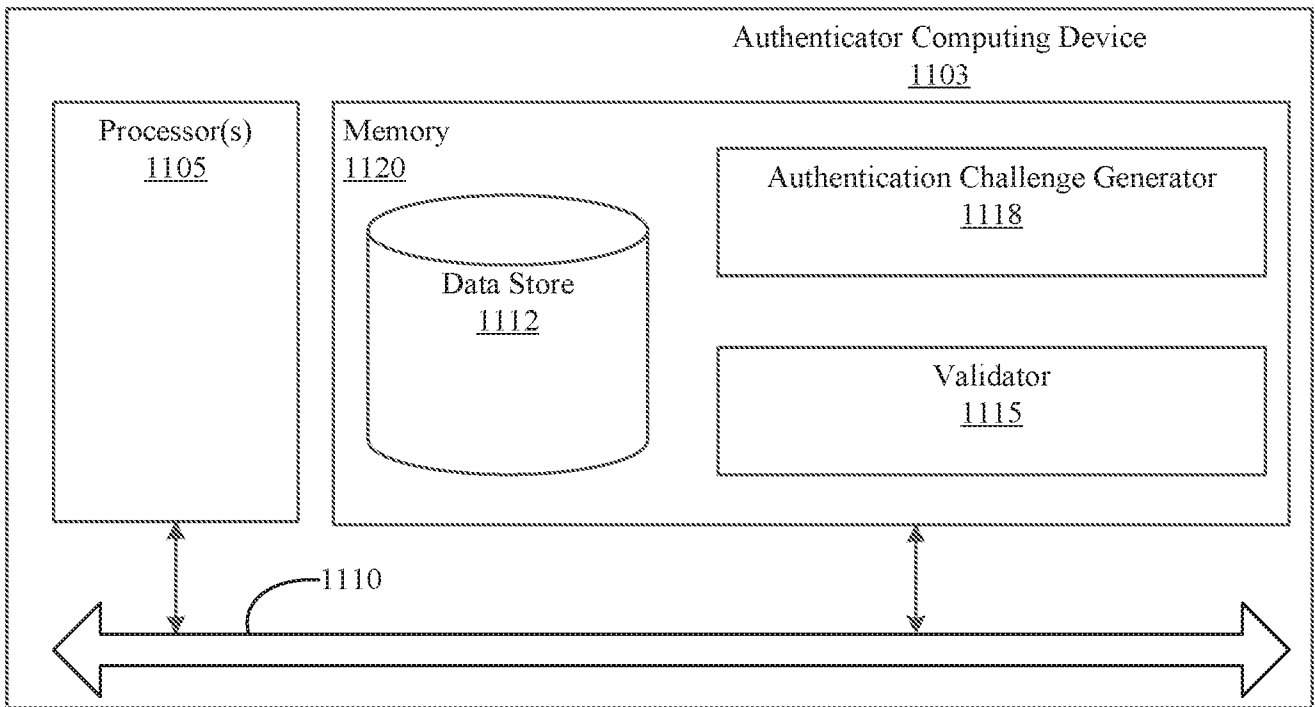 Authenticator Computing Device
1103
Processor(s)
1105
Memory
1120
Data Store
1112
Authentication Challenge Generator
1118
Validator
1115
1110